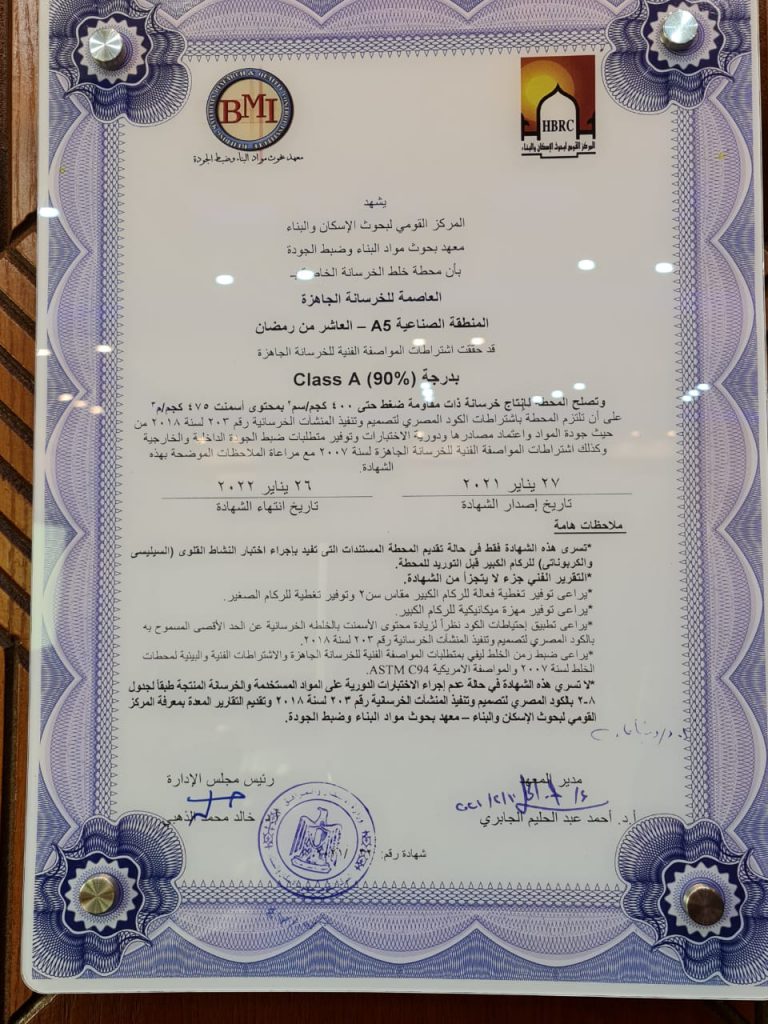 BMI
معهد بحوث مواد البناء وضبط الجودة
HBRC
المركز القومي لبحوث الإسكان والبناء
يشهد
المركز القومي لبحوث الإسكان والبناء
معهد بحوث مواد البناء وضبط الجودة
بأن محطة خلط الخرسانة الخاصة بـ
العاصمة للخرسانة الجاهزة
المنطقة الصناعية A5 – العاشر من رمضان
قد حققت اشتراطات المواصفة الفنية للخرسانة الجاهزة
بدرجة Class A (90%)
وتصلح المحطة لإنتاج خرسانة ذات مقاومة ضغط حتى ٤٠٠ كجم/سم٢ بمحتوى أسمنت ٤٧٥ كجم/م٣
على أن تلتزم المحطة باشتراطات الكود المصري لتصميم وتنفيذ المنشآت الخرسانية رقم ٢٠٣ لسنة ٢٠١٨ من
حيث جودة المواد واعتماد مصادرها ودورية الاختبارات وتوفير متطلبات ضبط الجودة الداخلية والخارجية
وكذلك اشتراطات المواصفة الفنية للخرسانة الجاهزة لسنة ٢٠٠٧ مع مراعاة الملاحظات الموضحة بهذه
الشهادة.
٢٧ يناير ٢٠٢١
٢٦ يناير ٢٠٢٢
تاريخ إصدار الشهادة
تاريخ انتهاء الشهادة
ملاحظات هامة
*تسرى هذه الشهادة فقط فى حالة تقديم المحطة المستندات التى تفيد بإجراء اختبار النشاط القلوى (السيليسى
والكربوناتى) للركام الكبير قبل التوريد للمحطة.
*التقرير الفني جزء لا يتجزأ من الشهادة.
*يراعى توفير تغطية فعالة للركام الكبير مقاس سن٢ وتوفير تغطية للركام الصغير.
*يراعى توفير مهزة ميكانيكية للركام الكبير.
*يراعى تطبيق إحتياطات الكود نظراً لزيادة محتوى الأسمنت بالخلطه الخرسانية عن الحد الأقصى المسموح به
بالكود المصري لتصميم وتنفيذ المنشأت الخرسانية رقم ٢٠٣ لسنة ٢٠١٨.
*يراعى ضبط زمن الخلط ليفي بمتطلبات المواصفة الفنية للخرسانة الجاهزة والاشتراطات الفنية والبيئية لمحطات
الخلط لسنة ٢٠٠٧ والمواصفة الامريكية ASTM C94.
*لا تسري هذه الشهادة في حالة عدم إجراء الاختبارات الدورية على المواد المستخدمة والخرسانة المنتجة طبقاً لجدول
٨-٢ بالكود المصري لتصميم وتنفيذ المنشأت الخرسانية رقم ٢٠٣ لسنة ٢٠١٨ وتقديم التقارير المعدة بمعرفة المركز
القومي لبحوث الإسكان والبناء – معهد بحوث مواد البناء وضبط الجودة.
مدير المعهد
رئيس مجلس الإدارة
أ.د. أحمد عبد الحليم الجابري
خالد محمد الذهبي
شهادة رقم: